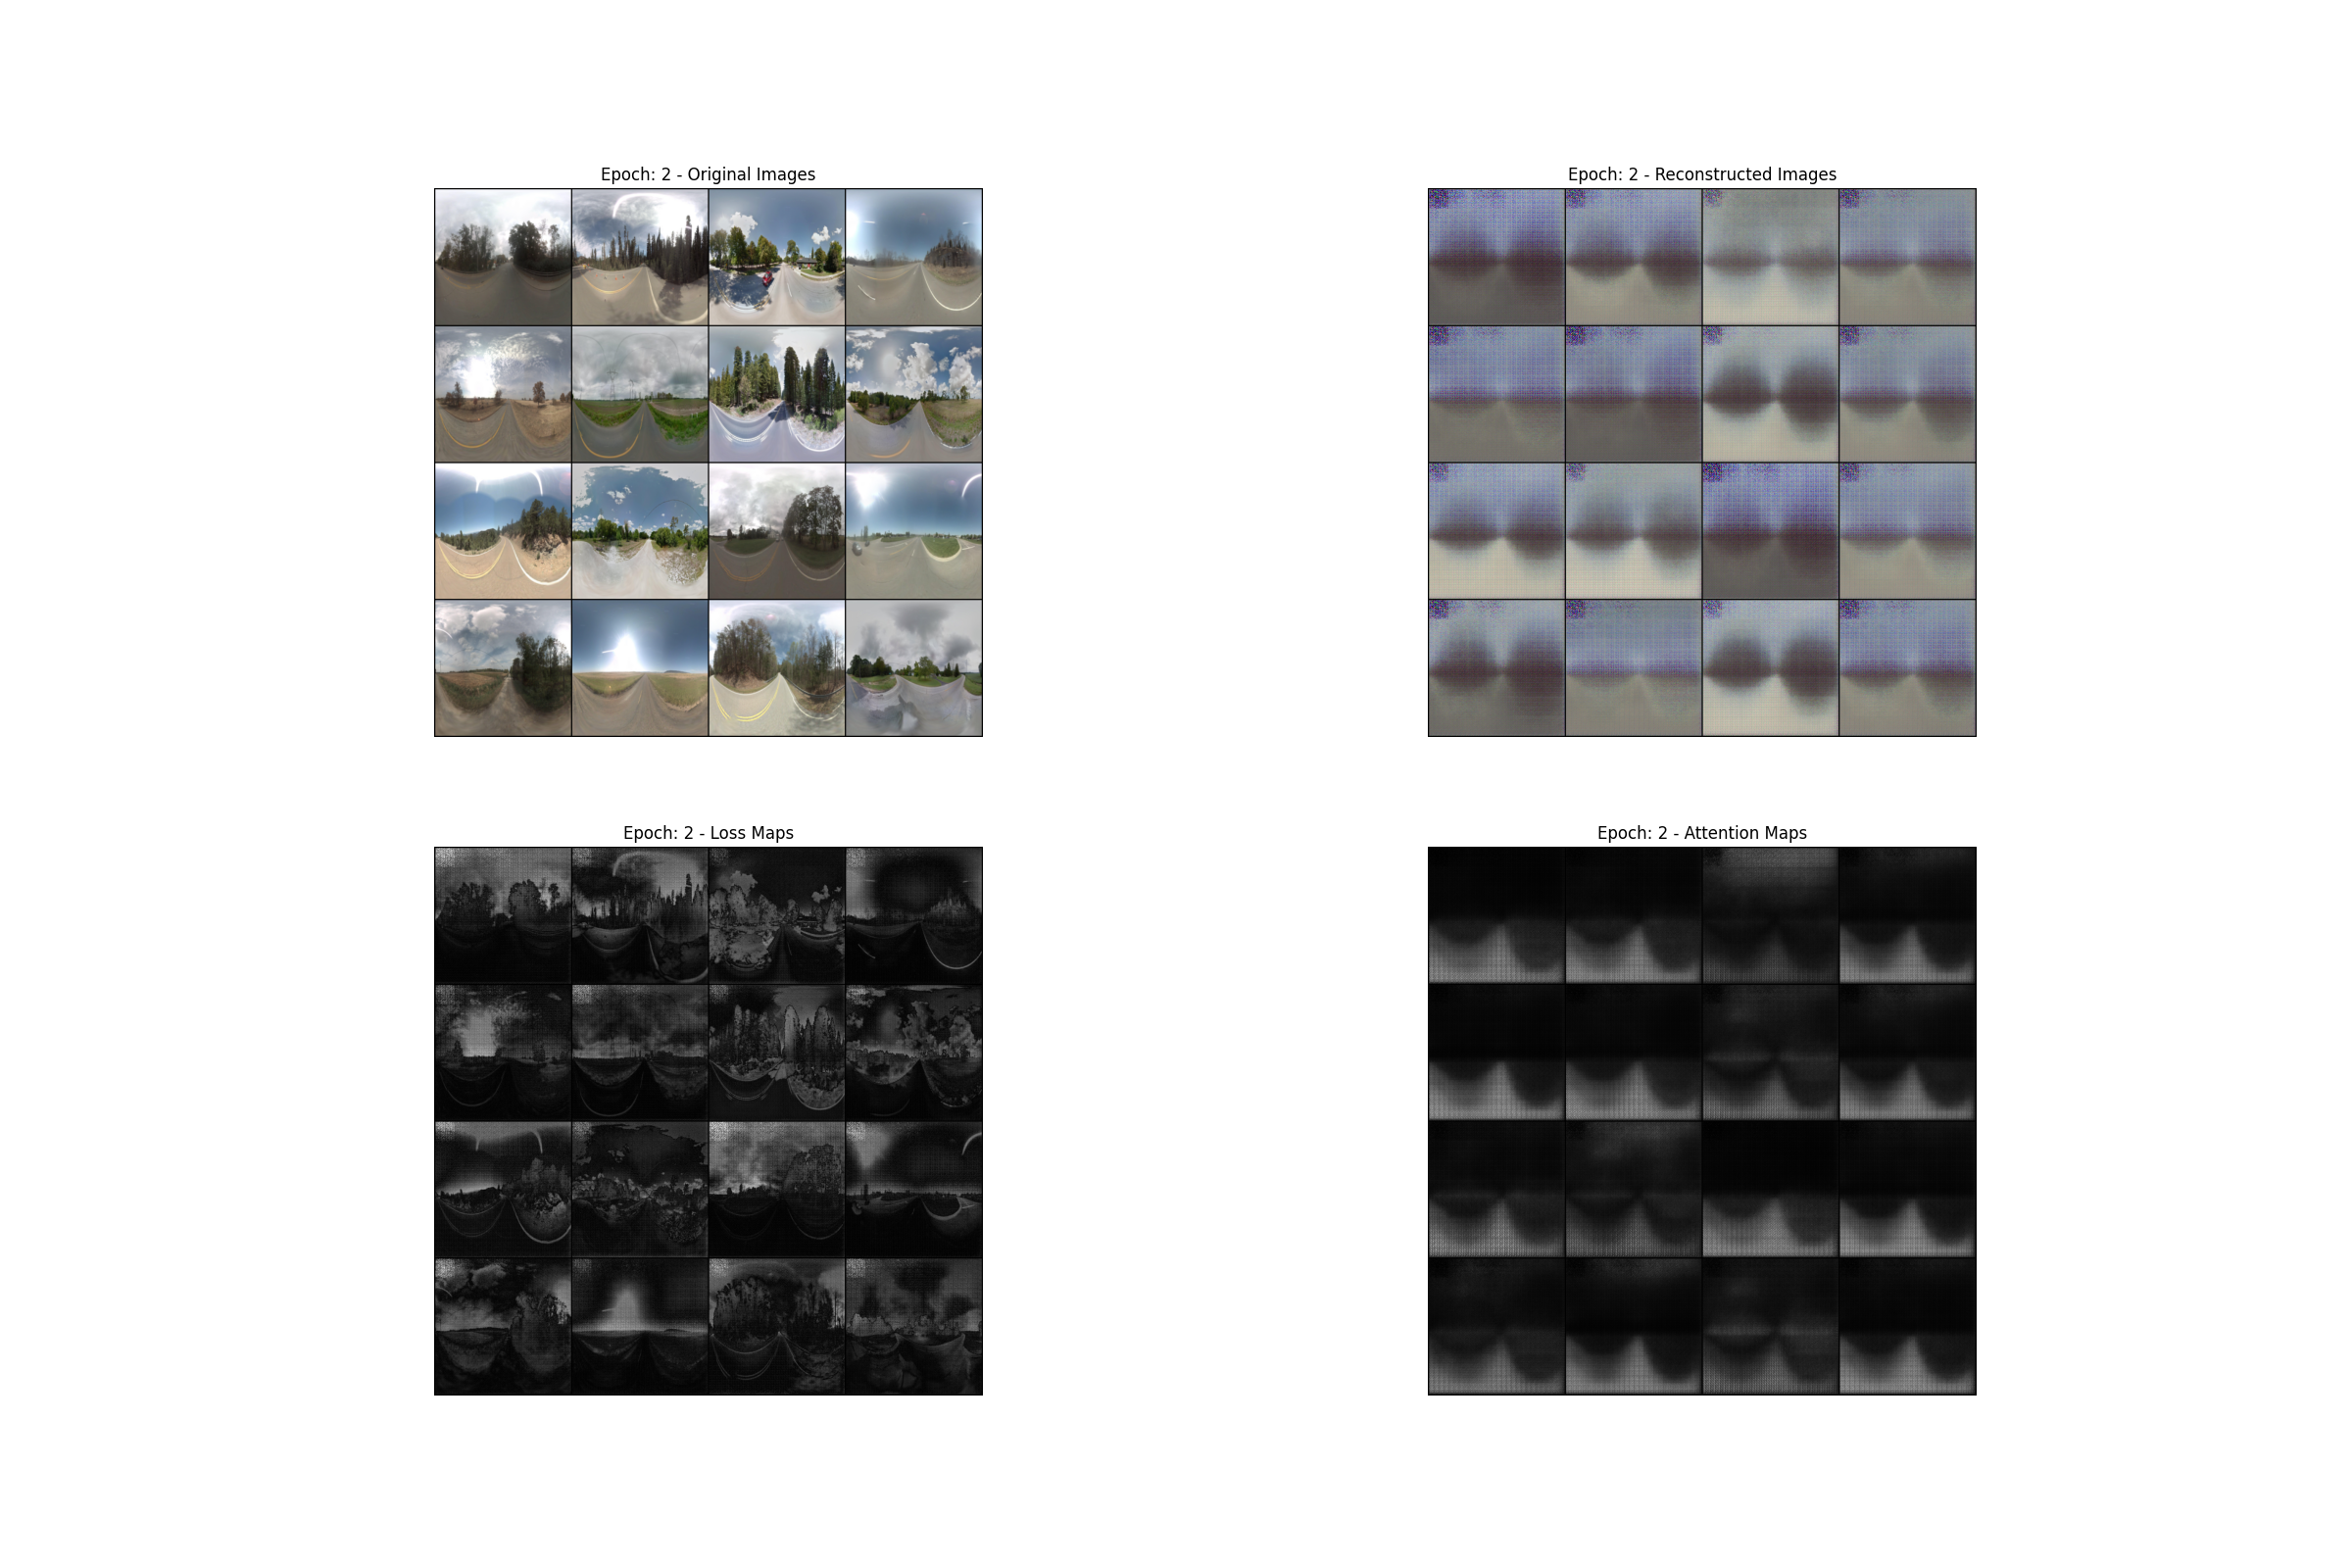 Epoch: 2 - Original Images
Epoch: 2 - Reconstructed Images
Epoch: 2 - Loss Maps
Epoch: 2 - Attention Maps